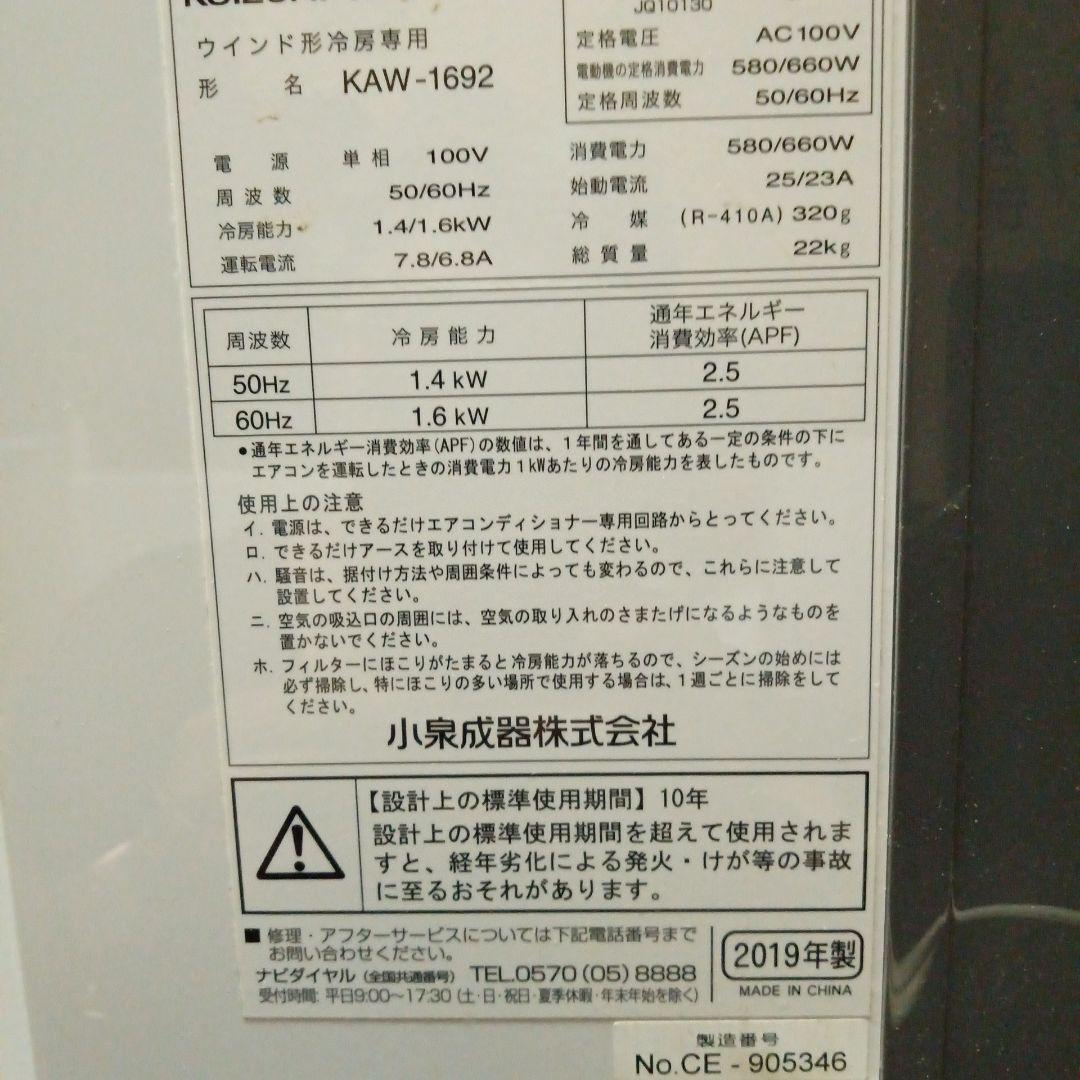 ウインド形冷房専用
形 名 KAW-1692
JQ10130
定格電圧 AC100V
電動機の定格消費電力 580/660W
定格周波数 50/60Hz
電 源 単相 100V
周波数 50/60Hz
冷房能力 1.4/1.6kW
運転電流 7.8/6.8A
消費電力 580/660W
始動電流 25/23A
冷 媒 (R-410A) 320g
総質量 22kg
周波数 冷房能力 通年エネルギー
消費効率(APF)
50Hz 1.4 kW 2.5
60Hz 1.6 kW 2.5
●通年エネルギー消費効率(APF)の数値は、1年間を通してある一定の条件の下に
エアコンを運転したときの消費電力1kWあたりの冷房能力を表したものです。
使用上の注意
イ. 電源は、できるだけエアコンディショナー専用回路からとってください。
ロ. できるだけアースを取り付けて使用してください。
ハ. 騒音は、据付け方法や周囲条件によっても変わるので、これらに注意して
設置してください。
ニ. 空気の吸込口の周囲には、空気の取り入れのさまたげになるようなものを
置かないでください。
ホ. フィルターにほこりがたまると冷房能力が落ちるので、シーズンの始めには
必ず掃除し、特にほこりの多い場所で使用する場合は、1週ごとに掃除をして
ください。
小泉成器株式会社
【設計上の標準使用期間】10年
設計上の標準使用期間を超えて使用されま
すと、経年劣化による発火・けが等の事故
に至るおそれがあります。
■ 修理・アフターサービスについては下記電話番号まで
お問い合わせください。
ナビダイヤル (全国共通番号) TEL.0570 (05) 8888
受付時間: 平日9:00〜17:30 (土・日・祝日・夏季休暇・年末年始を除く)
2019年製
MADE IN CHINA
製造番号
No.CE - 905346